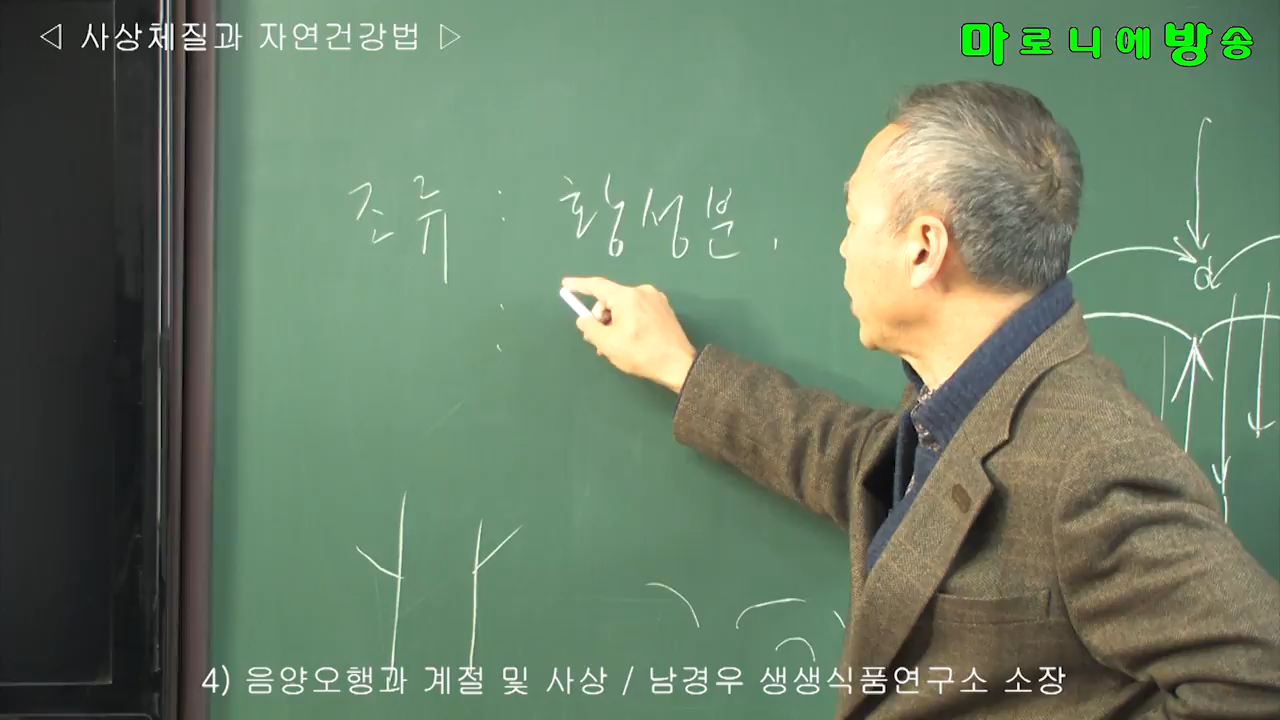 ◁ 사상체질과 자연건강법 ▷
마로니에방송
조류 : 황성분.
:
α
4) 음양오행과 계절 및 사상 / 남경우 생생식품연구소 소장